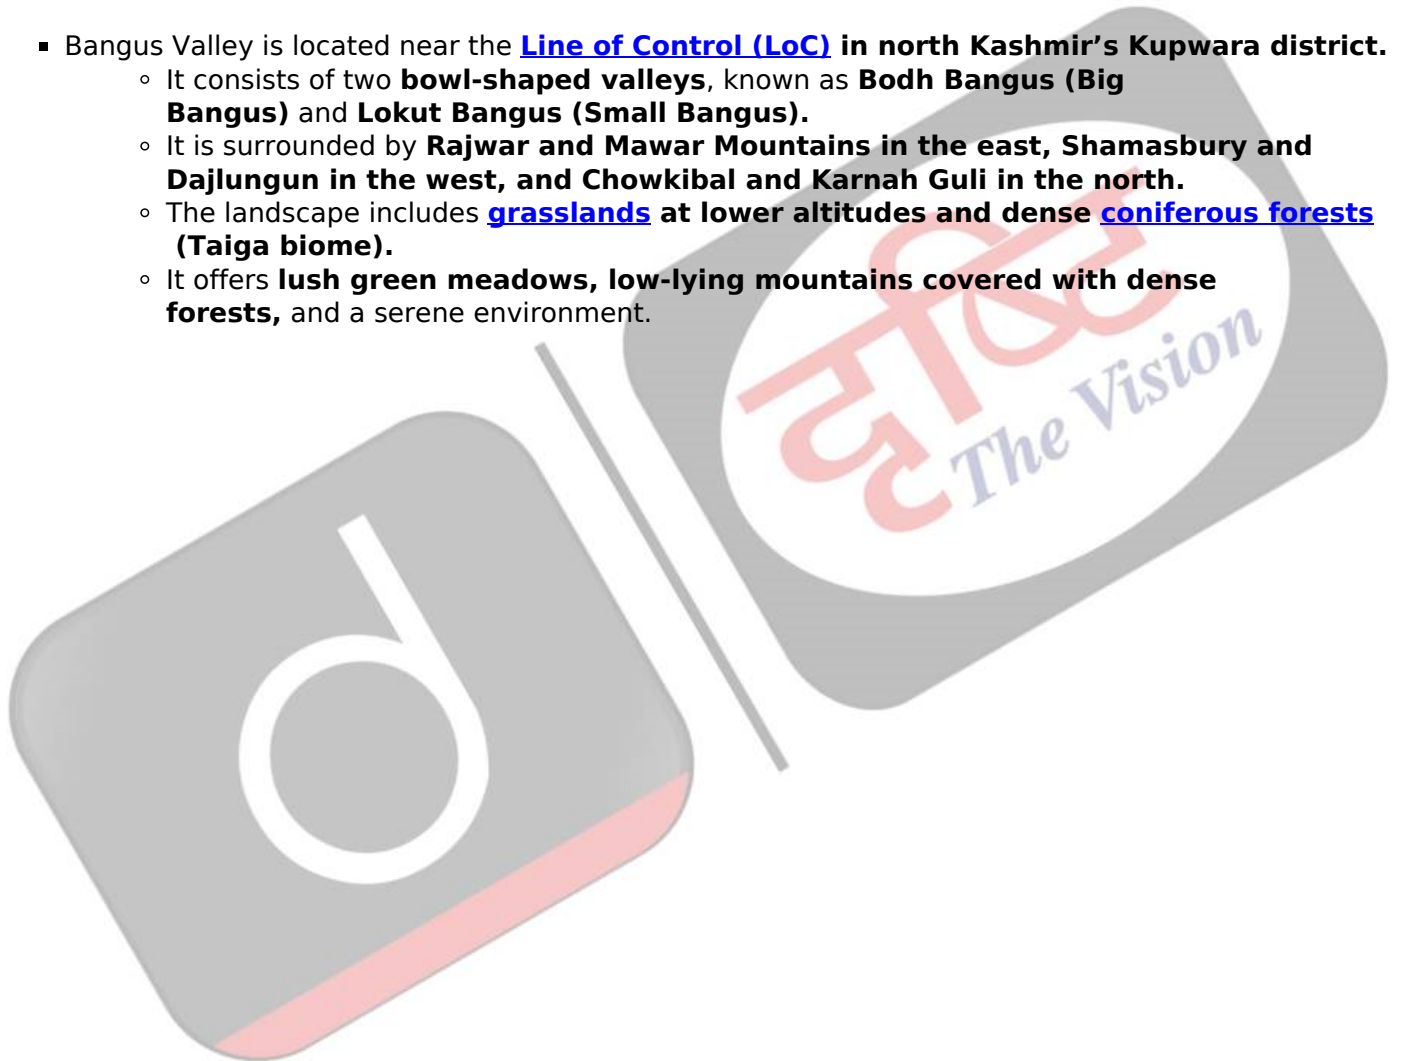 Bangus Valley is located near the Line of Control (LoC) in north Kashmir’s Kupwara district.
It consists of two bowl-shaped valleys, known as Bodh Bangus (Big
Bangus) and Lokut Bangus (Small Bangus).
It is surrounded by Rajwar and Mawar Mountains in the east, Shamasbury and
Dajlungun in the west, and Chowkibal and Karnah Guli in the north.
The landscape includes grasslands at lower altitudes and dense coniferous forests
(Taiga biome).
It offers lush green meadows, low-lying mountains covered with dense
forests, and a serene environment.
दृष्टि
The Vision
d